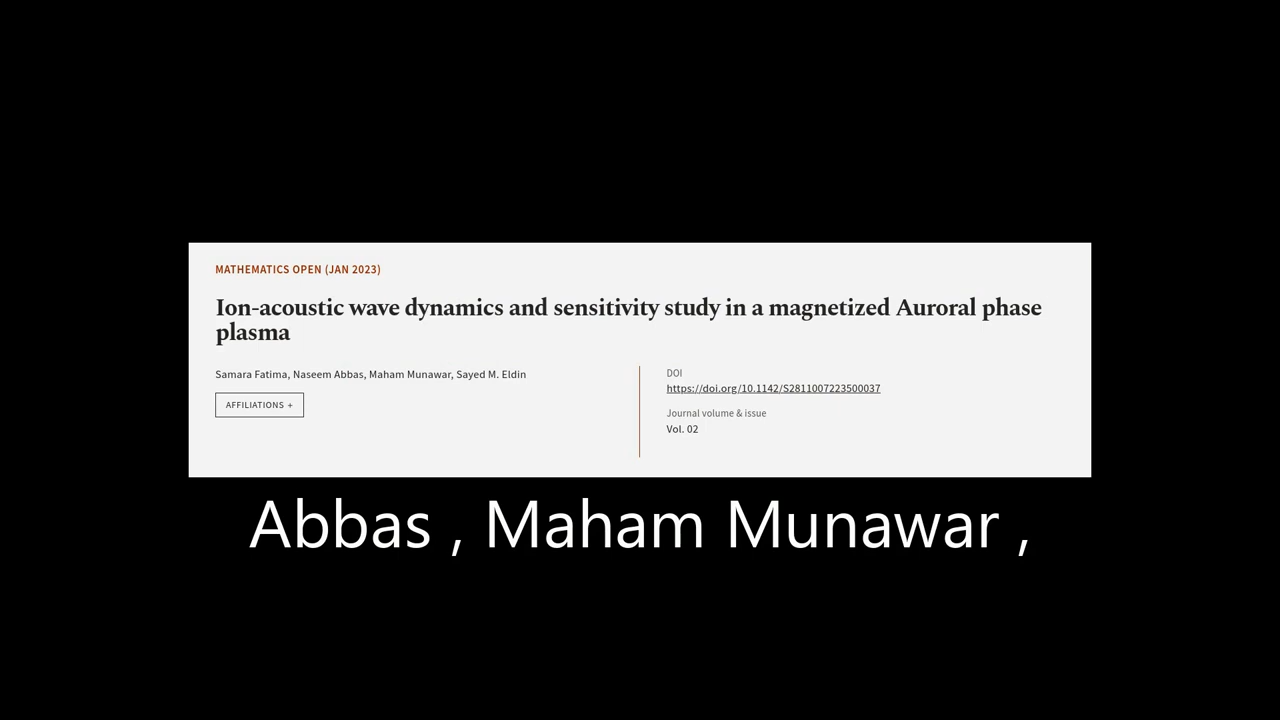 MATHEMATICS OPEN (JAN 2023)
Ion-acoustic wave dynamics and sensitivity study in a magnetized Auroral phase
plasma
Samara Fatima, Naseem Abbas, Maham Munawar, Sayed M. Eldin
AFFILIATIONS +
DOI
https://doi.org/10.1142/S2811007223500037
Journal volume & issue
Vol. 02
Abbas , Maham Munawar ,